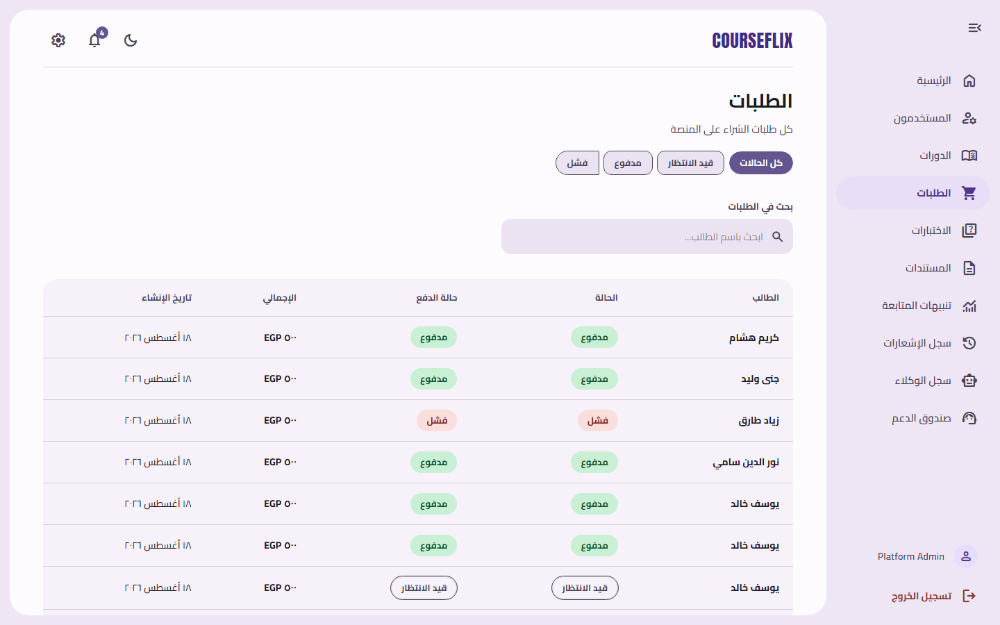 COURSEFLIX
4
الرئيسية
المستخدمون
الدورات
الطلبات
الاختبارات
المستندات
تنبيهات المتابعة
سجل الإشعارات
سجل الوكلاء
صندوق الدعم
Platform Admin
تسجيل الخروج
الطلبات
كل طلبات الشراء على المنصة
كل الحالات قيد الانتظار مدفوع فشل
بحث في الطلبات
ابحث باسم الطالب...
الطالب الحالة حالة الدفع الإجمالي تاريخ الإنشاء
كريم هشام مدفوع مدفوع ٥٠٠ EGP ١٨ أغسطس ٢٠٢٦
جنى وليد مدفوع مدفوع ٥٠٠ EGP ١٨ أغسطس ٢٠٢٦
زياد طارق فشل فشل ٥٠٠ EGP ١٨ أغسطس ٢٠٢٦
نور الدين سامي مدفوع مدفوع ٥٠٠ EGP ١٨ أغسطس ٢٠٢٦
يوسف خالد مدفوع مدفوع ٥٠٠ EGP ١٨ أغسطس ٢٠٢٦
يوسف خالد مدفوع مدفوع ٥٠٠ EGP ١٨ أغسطس ٢٠٢٦
يوسف خالد قيد الانتظار قيد الانتظار ٥٠٠ EGP ١٨ أغسطس ٢٠٢٦